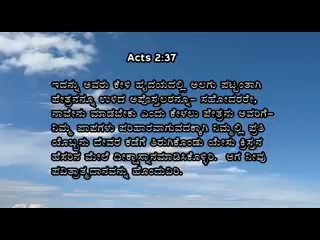 Acts 2:37
ಇದನ್ನು ಅವರು ಕೇಳಿ ಹೃದಯದಲ್ಲಿ ಅಲಗು ಪಟ್ಟಂತಾಗಿ
ಪೇತ್ರನನ್ನೂ ಉಳಿದ ಅಪೊಸ್ತಲರನ್ನೂ- ಸಹೋದರರೇ,
ನಾವೇನು ಮಾಡಬೇಕು ಎಂದು ಕೇಳಲು ಪೇತ್ರನು ಅವರಿಗೆ-
ನಿಮ್ಮ ಪಾಪಗಳು ಪರಿಹಾರವಾಗುವದಕ್ಕಾಗಿ ನಿಮ್ಮಲ್ಲಿ ಪ್ರತಿ
ಯೊಬ್ಬನು ದೇವರ ಕಡೆಗೆ ತಿರುಗಿಕೊಂಡು ಯೇಸು ಕ್ರಿಸ್ತನ
ಹೆಸರಿನ ಮೇಲೆ ದೀಕ್ಷಾಸ್ನಾನಮಾಡಿಸಿಕೊಳ್ಳಿರಿ. ಆಗ ನೀವು
ಪವಿತ್ರಾತ್ಮದಾನವನ್ನು ಹೊಂದುವಿರಿ.